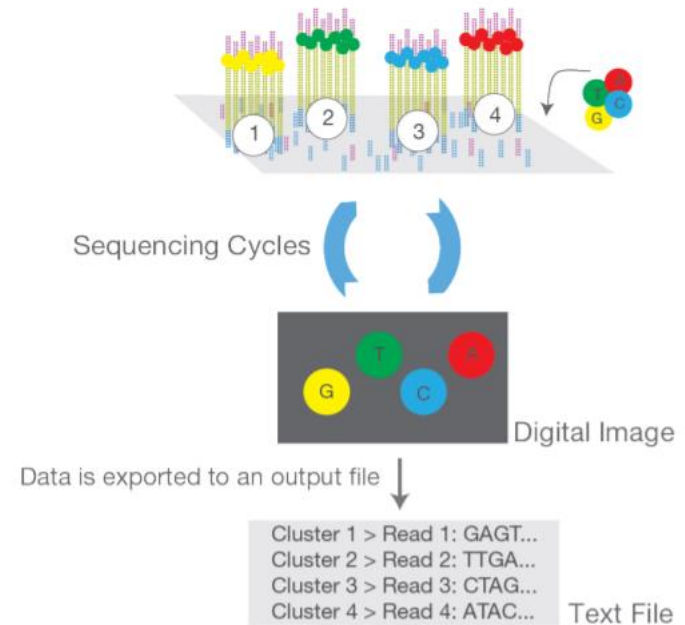 1
2
3
4
A
T
C
G
Sequencing Cycles
T
A
G
C
Digital Image
Data is exported to an output file
Cluster 1 > Read 1: GAGT...
Cluster 2 > Read 2: TTGA...
Cluster 3 > Read 3: CTAG...
Cluster 4 > Read 4: ATAC...
Text File